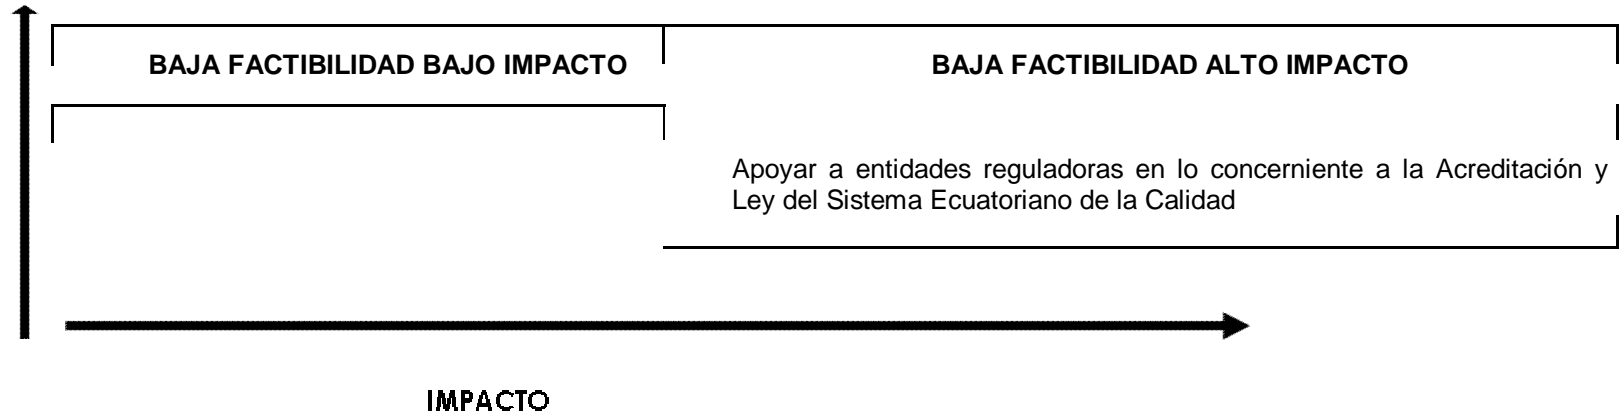 BAJA FACTIBILIDAD BAJO IMPACTO
BAJA FACTIBILIDAD ALTO IMPACTO
Apoyar a entidades reguladoras en lo concerniente a la Acreditación y
Ley del Sistema Ecuatoriano de la Calidad
IMPACTO